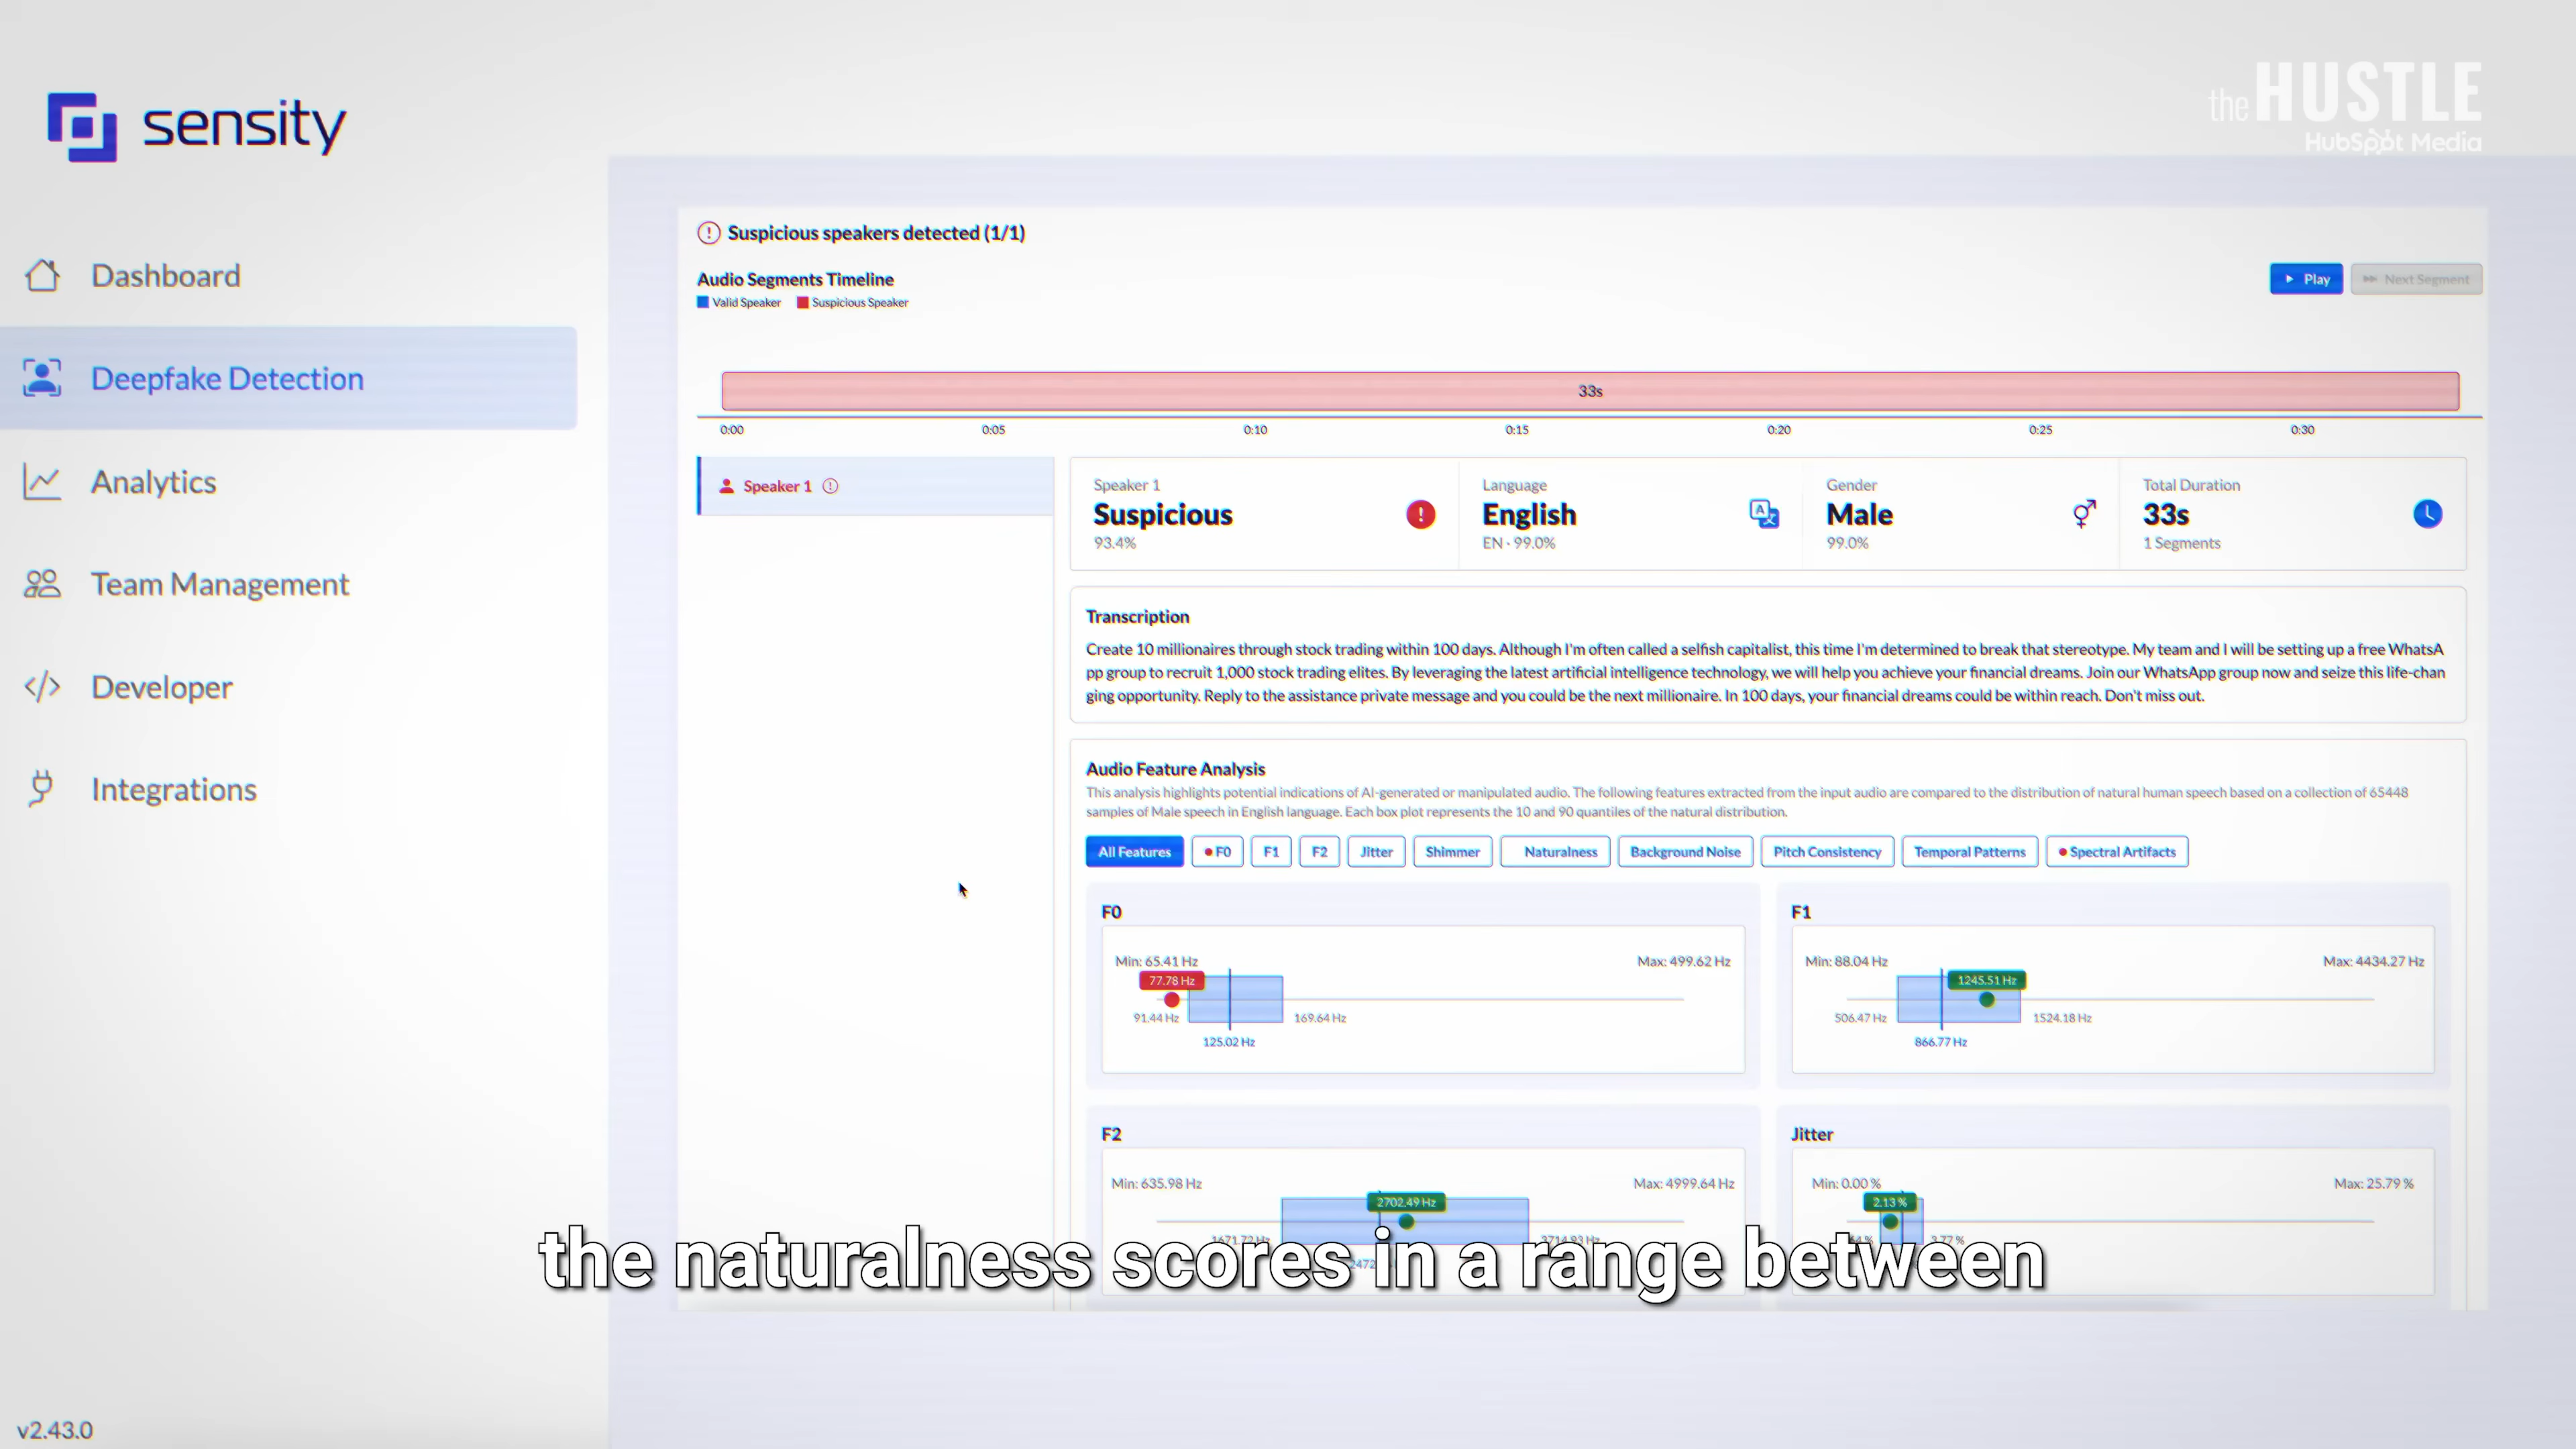 sensity
the HUSTLE
HubSpot Media
Dashboard
Deepfake Detection
Analytics
Team Management
Developer
Integrations
v2.43.0
Suspicious speakers detected (1/1)
Audio Segments Timeline
Valid Speaker Suspicious Speaker
Play Next Segment
33s
0:00 0:05 0:10 0:15 0:20 0:25 0:30
Speaker 1
Speaker 1
Suspicious
93.4%
Language
English
EN · 99.0%
Gender
Male
99.0%
Total Duration
33s
1 Segments
Transcription
Create 10 millionaires through stock trading within 100 days. Although I'm often called a selfish capitalist, this time I'm determined to break that stereotype. My team and I will be setting up a free WhatsA
pp group to recruit 1,000 stock trading elites. By leveraging the latest artificial intelligence technology, we will help you achieve your financial dreams. Join our WhatsApp group now and seize this life-chan
ging opportunity. Reply to the assistance private message and you could be the next millionaire. In 100 days, your financial dreams could be within reach. Don't miss out.
Audio Feature Analysis
This analysis highlights potential indications of AI-generated or manipulated audio. The following features extracted from the input audio are compared to the distribution of natural human speech based on a collection of 65448
samples of Male speech in English language. Each box plot represents the 10 and 90 quantiles of the natural distribution.
All Features F0 F1 F2 Jitter Shimmer Naturalness Background Noise Pitch Consistency Temporal Patterns Spectral Artifacts
F0
Min: 65.41 Hz Max: 499.62 Hz
77.78 Hz
91.44 Hz 169.64 Hz
125.02 Hz
F1
Min: 88.04 Hz Max: 4434.27 Hz
1245.51 Hz
506.47 Hz 1524.18 Hz
866.77 Hz
F2
Min: 635.98 Hz Max: 4999.64 Hz
2702.49 Hz
Jitter
Min: 0.00 % Max: 25.79 %
2.13 %
3.77 %
the naturalness scores in a range between